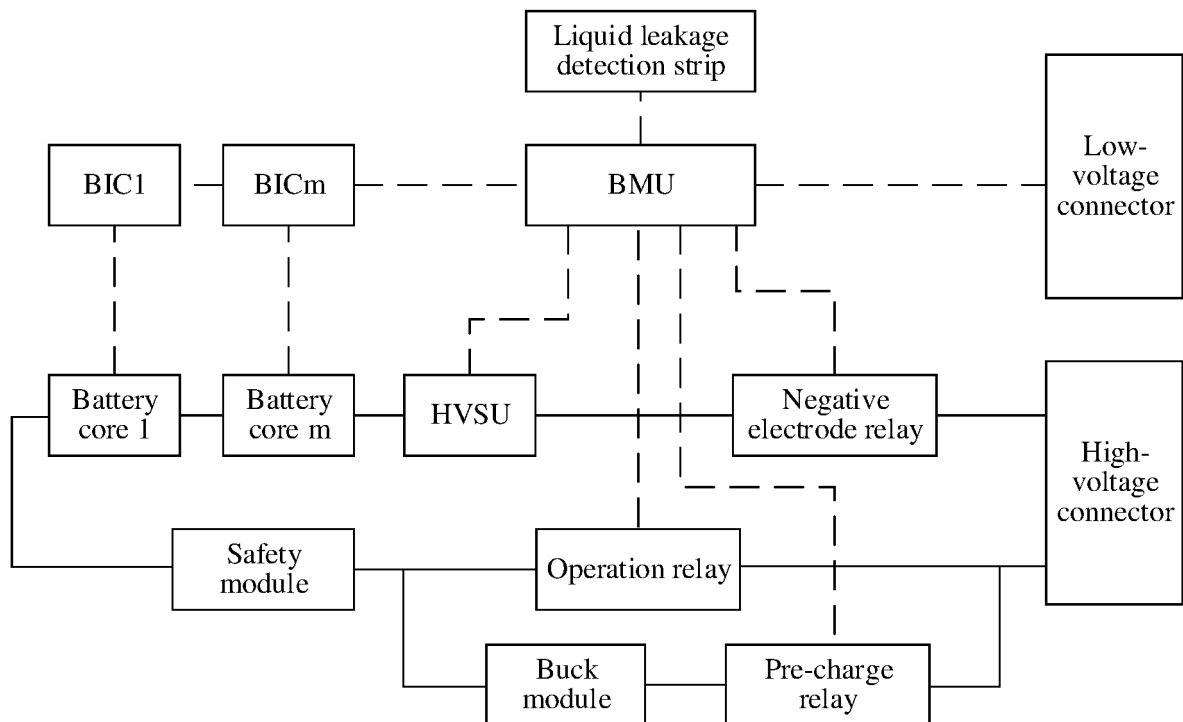 Liquid leakage
detection strip
BIC1
BICm
BMU
Low-
voltage
connector
Battery
core 1
Battery
core m
HVSU
Negative
electrode relay
High-
voltage
connector
Safety
module
Operation relay
Buck
module
Pre-charge
relay